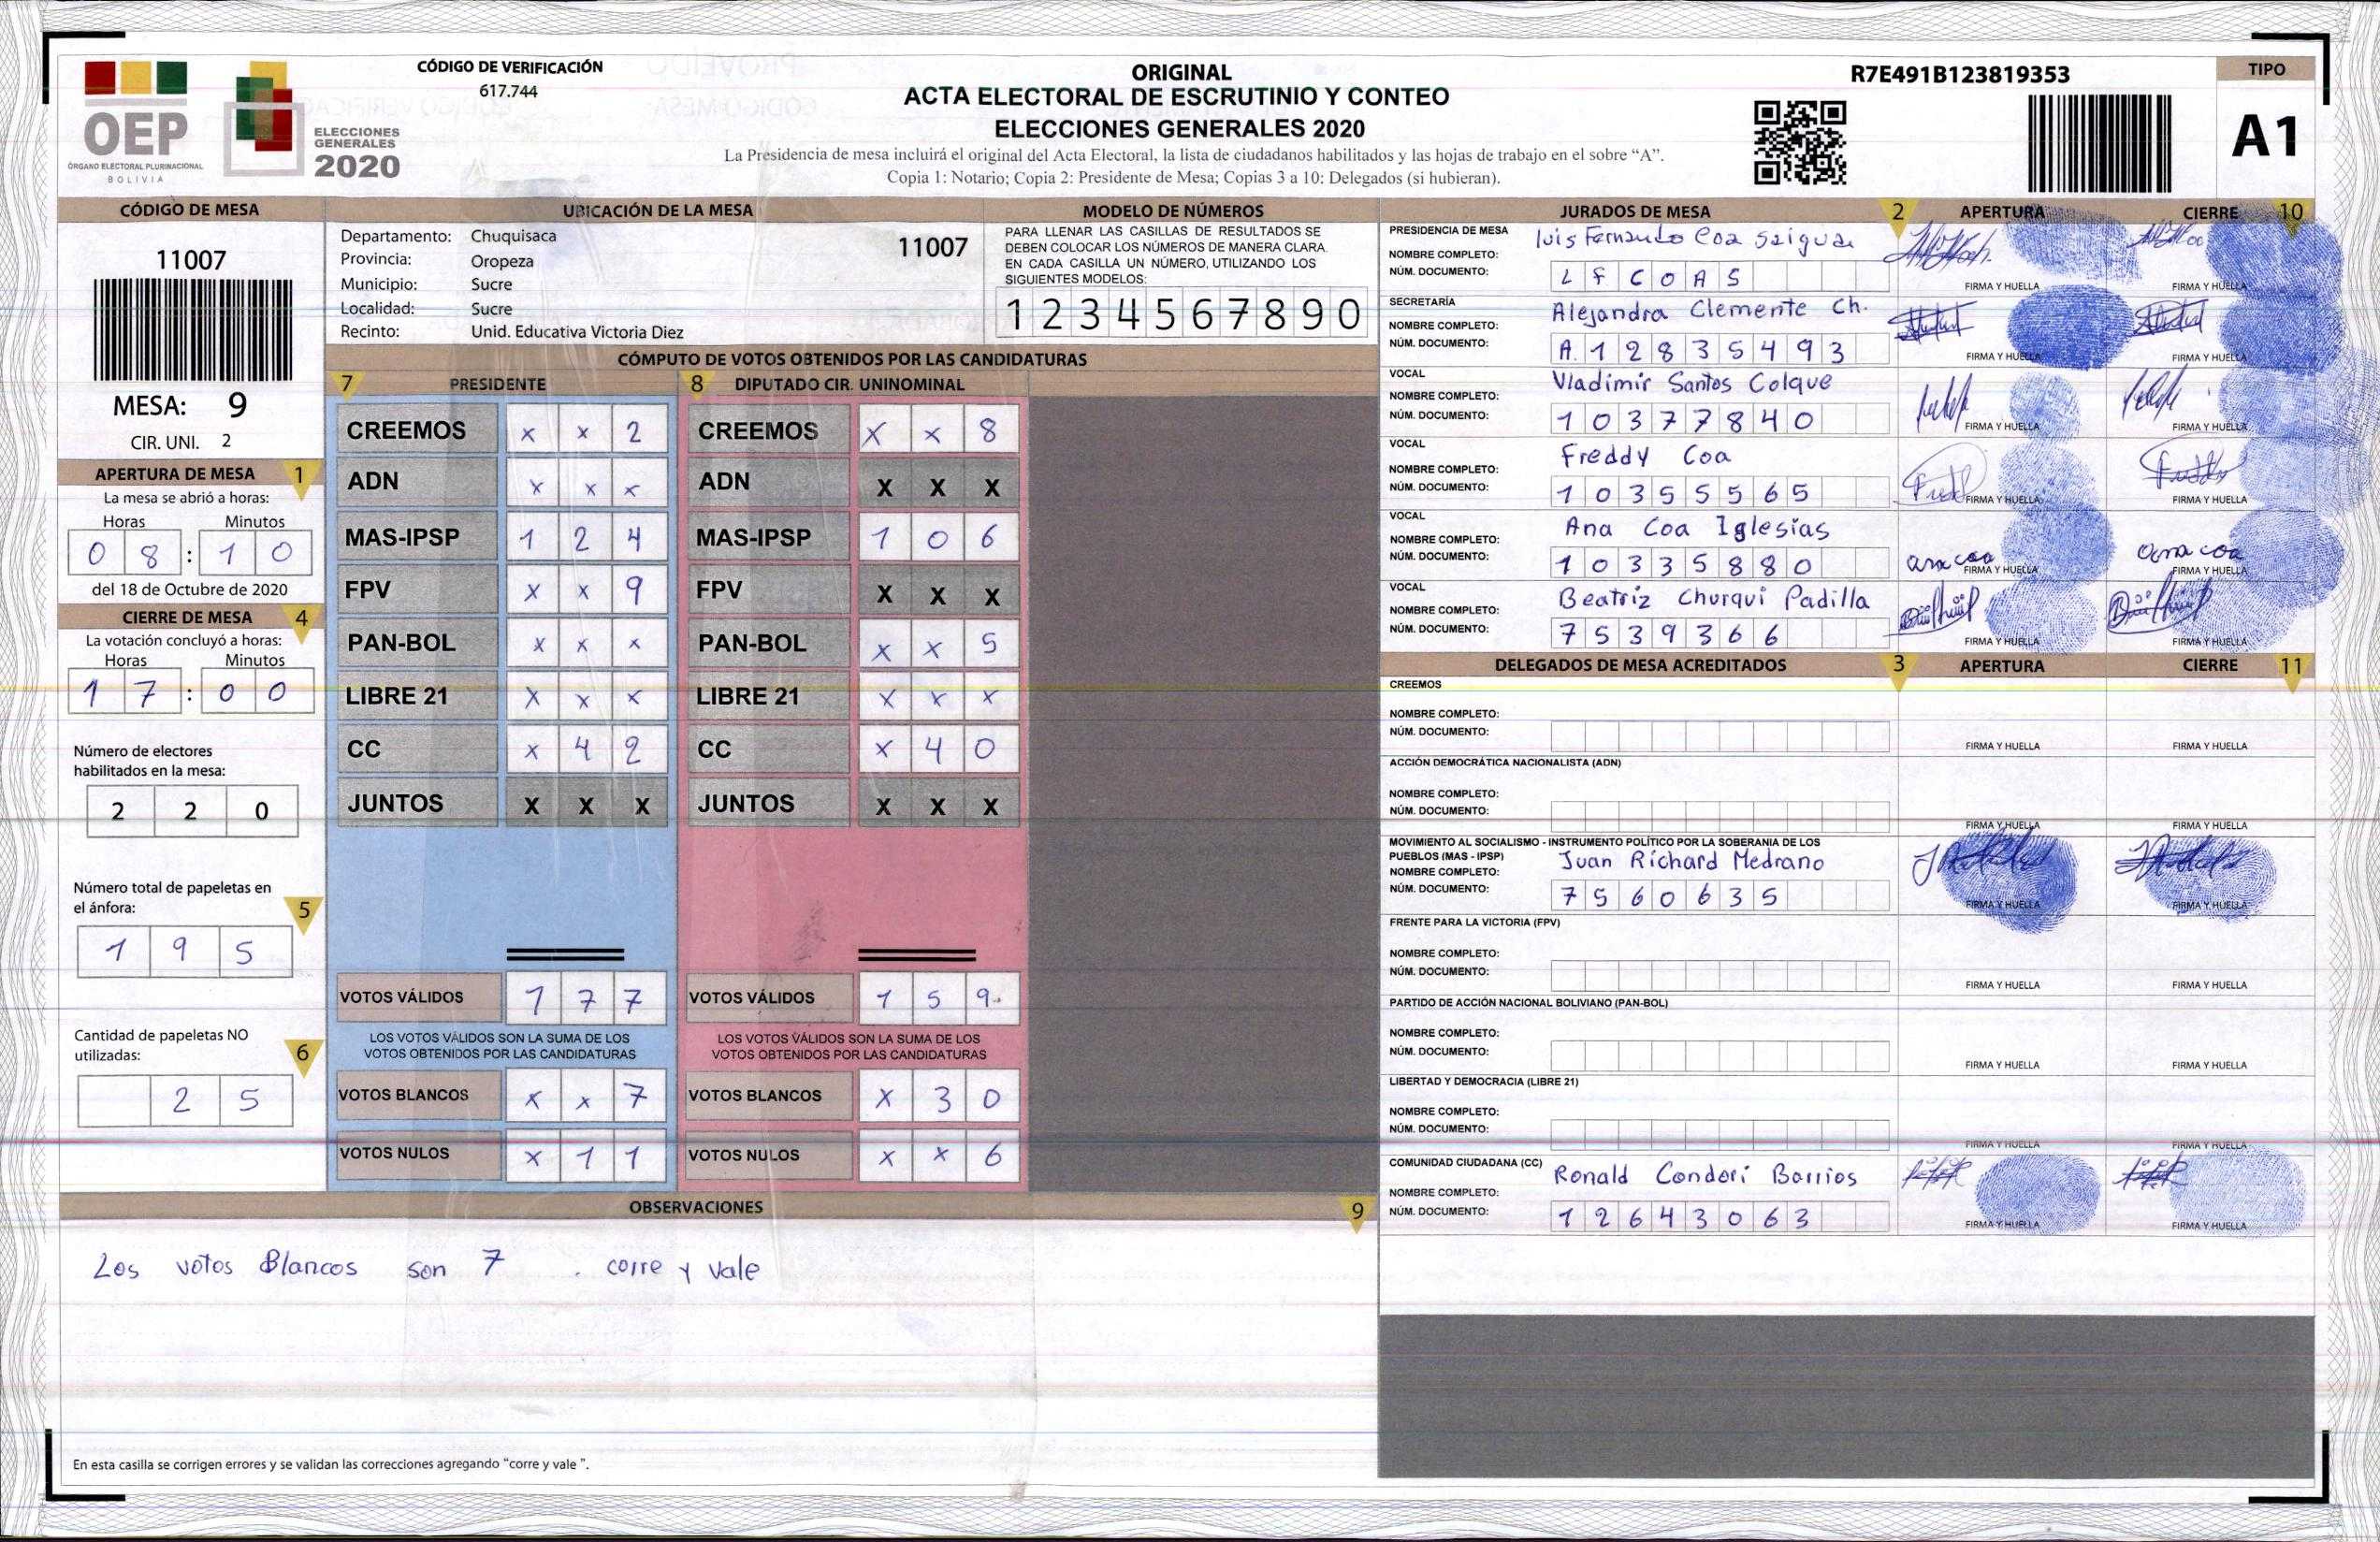 CÓDIGO DE VERIFICACIÓN
617.744
OEP
ÓRGANO ELECTORAL PLURINACIONAL
BOLIVIA
ELECCIONES
GENERALES
2020
ORIGINAL
ACTA ELECTORAL DE ESCRUTINIO Y CONTEO
ELECCIONES GENERALES 2020
La Presidencia de mesa incluirá el original del Acta Electoral, la lista de ciudadanos habilitados y las hojas de trabajo en el sobre “A”.
Copia 1: Notario; Copia 2: Presidente de Mesa; Copias 3 a 10: Delegados (si hubieran).
R7E491B123819353
TIPO
A1
CÓDIGO DE MESA
11007
MESA: 9
CIR. UNI. 2
APERTURA DE MESA 1
La mesa se abrió a horas:
Horas Minutos
0 8 : 1 0
del 18 de Octubre de 2020
CIERRE DE MESA 4
La votación concluyó a horas:
Horas Minutos
1 7 : 0 0
Número de electores
habilitados en la mesa:
2 2 0
Número total de papeletas en
el ánfora: 5
1 9 5
Cantidad de papeletas NO
utilizadas: 6
2 5
UBICACIÓN DE LA MESA
Departamento: Chuquisaca
Provincia: Oropeza
Municipio: Sucre
Localidad: Sucre
Recinto: Unid. Educativa Victoria Diez
11007
MODELO DE NÚMEROS
PARA LLENAR LAS CASILLAS DE RESULTADOS SE
DEBEN COLOCAR LOS NÚMEROS DE MANERA CLARA.
EN CADA CASILLA UN NÚMERO, UTILIZANDO LOS
SIGUIENTES MODELOS:
1 2 3 4 5 6 7 8 9 0
CÓMPUTO DE VOTOS OBTENIDOS POR LAS CANDIDATURAS
7 PRESIDENTE 8 DIPUTADO CIR. UNINOMINAL
CREEMOS x x 2 CREEMOS x x 8
ADN x x x ADN X X X
MAS-IPSP 1 2 4 MAS-IPSP 1 0 6
FPV x x 9 FPV X X X
PAN-BOL x x x PAN-BOL x x 5
LIBRE 21 x x x LIBRE 21 x x x
CC x 4 2 CC x 4 0
JUNTOS X X X JUNTOS X X X
VOTOS VÁLIDOS 1 7 7 VOTOS VÁLIDOS 1 5 9
LOS VOTOS VÁLIDOS SON LA SUMA DE LOS LOS VOTOS VÁLIDOS SON LA SUMA DE LOS
VOTOS OBTENIDOS POR LAS CANDIDATURAS VOTOS OBTENIDOS POR LAS CANDIDATURAS
VOTOS BLANCOS x x 7 VOTOS BLANCOS x 3 0
VOTOS NULOS x 1 1 VOTOS NULOS x x 6
OBSERVACIONES 9
Los votos Blancos son 7 . corre y vale
En esta casilla se corrigen errores y se validan las correcciones agregando "corre y vale ".
JURADOS DE MESA 2 APERTURA CIERRE 10
PRESIDENCIA DE MESA
luis Fernando Coa Saigua
NOMBRE COMPLETO:
NÚM. DOCUMENTO: L F C O A S
FIRMA Y HUELLA FIRMA Y HUELLA
SECRETARÍA
Alejandra Clemente Ch.
NOMBRE COMPLETO:
NÚM. DOCUMENTO: A. 1 2 8 3 5 4 9 3
FIRMA Y HUELLA FIRMA Y HUELLA
VOCAL
Vladimir Santos Colque
NOMBRE COMPLETO:
NÚM. DOCUMENTO: 1 0 3 7 7 8 4 0
FIRMA Y HUELLA FIRMA Y HUELLA
VOCAL
Freddy Coa
NOMBRE COMPLETO:
NÚM. DOCUMENTO: 1 0 3 5 5 5 6 5
FIRMA Y HUELLA FIRMA Y HUELLA
VOCAL
Ana Coa Iglesias
NOMBRE COMPLETO:
NÚM. DOCUMENTO: 1 0 3 3 5 8 8 0
ana coa ana coa
FIRMA Y HUELLA FIRMA Y HUELLA
VOCAL
Beatriz Churqui Padilla
NOMBRE COMPLETO:
NÚM. DOCUMENTO: 7 5 3 9 3 6 6
FIRMA Y HUELLA FIRMA Y HUELLA
DELEGADOS DE MESA ACREDITADOS 3 APERTURA CIERRE 11
CREEMOS
NOMBRE COMPLETO:
NÚM. DOCUMENTO:
FIRMA Y HUELLA FIRMA Y HUELLA
ACCIÓN DEMOCRÁTICA NACIONALISTA (ADN)
NOMBRE COMPLETO:
NÚM. DOCUMENTO:
FIRMA Y HUELLA FIRMA Y HUELLA
MOVIMIENTO AL SOCIALISMO - INSTRUMENTO POLÍTICO POR LA SOBERANIA DE LOS
PUEBLOS (MAS - IPSP) Juan Richard Medrano
NOMBRE COMPLETO:
NÚM. DOCUMENTO: 7 5 6 0 6 3 5
FIRMA Y HUELLA FIRMA Y HUELLA
FRENTE PARA LA VICTORIA (FPV)
NOMBRE COMPLETO:
NÚM. DOCUMENTO:
FIRMA Y HUELLA FIRMA Y HUELLA
PARTIDO DE ACCIÓN NACIONAL BOLIVIANO (PAN-BOL)
NOMBRE COMPLETO:
NÚM. DOCUMENTO:
FIRMA Y HUELLA FIRMA Y HUELLA
LIBERTAD Y DEMOCRACIA (LIBRE 21)
NOMBRE COMPLETO:
NÚM. DOCUMENTO:
FIRMA Y HUELLA FIRMA Y HUELLA
COMUNIDAD CIUDADANA (CC) Ronald Condori Barrios
NOMBRE COMPLETO:
NÚM. DOCUMENTO: 1 2 6 4 3 0 6 3
FIRMA Y HUELLA FIRMA Y HUELLA